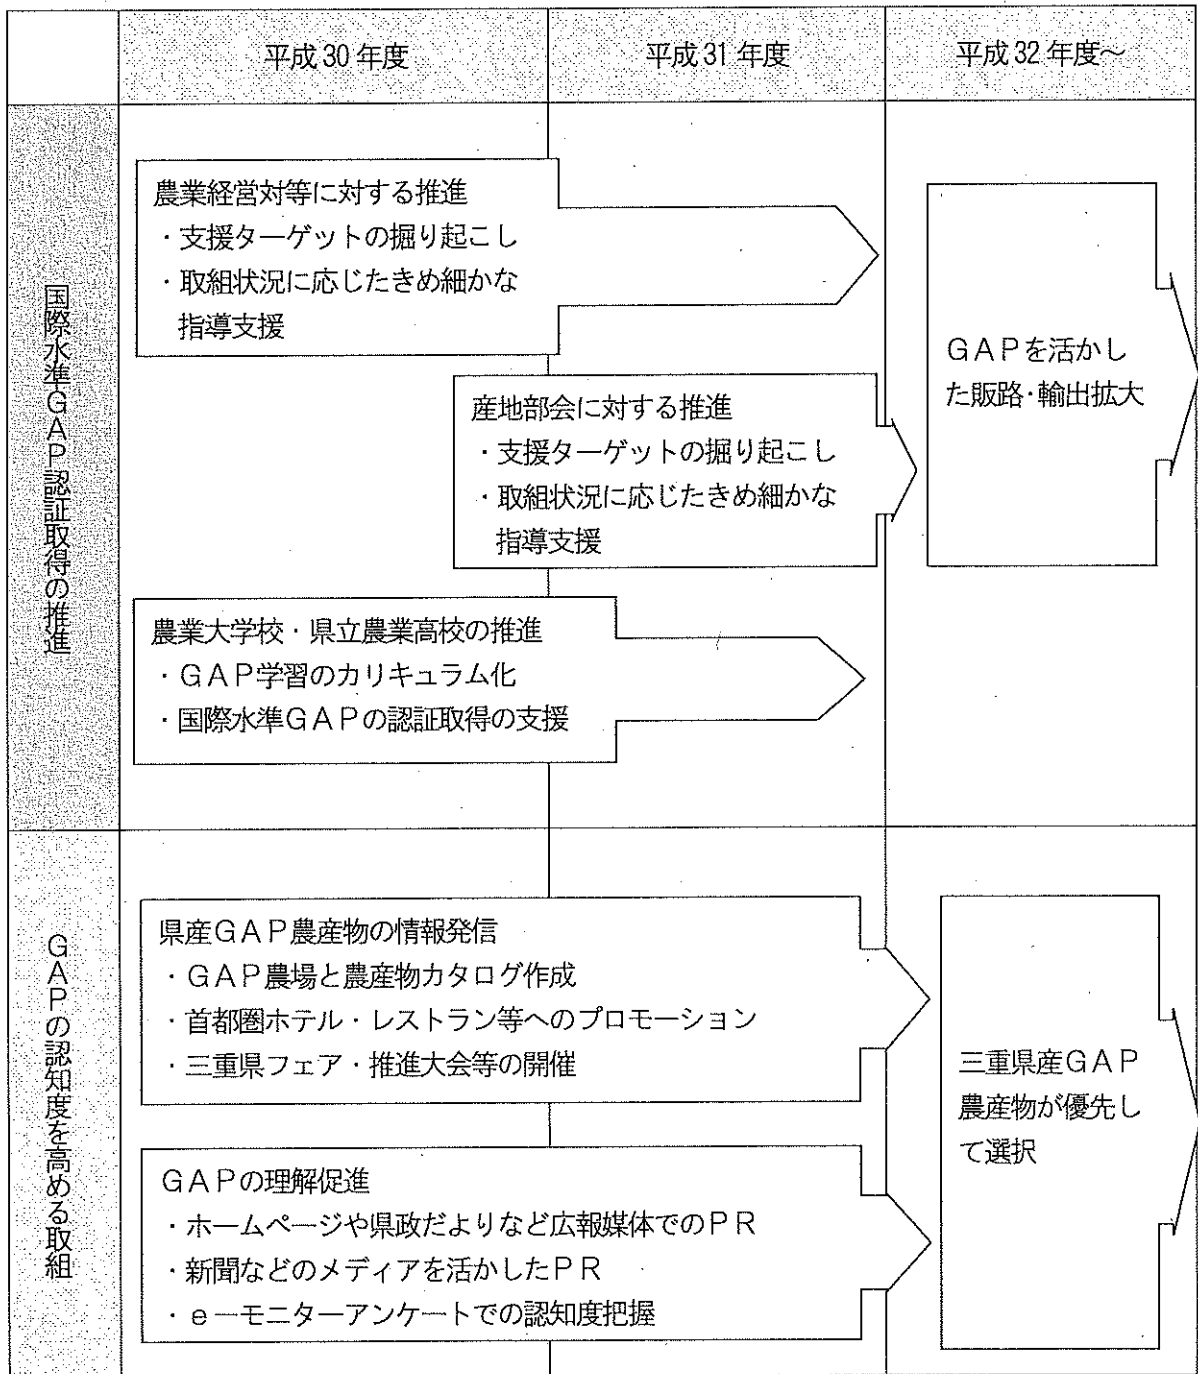 平成30年度
平成31年度
平成32年度～
国際水準GAP認証取得の推進
農業経営対等に対する推進
・支援ターゲットの掘り起こし
・取組状況に応じたきめ細かな
指導支援
産地部会に対する推進
・支援ターゲットの掘り起こし
・取組状況に応じたきめ細かな
指導支援
農業大学校・県立農業高校の推進
・GAP学習のカリキュラム化
・国際水準GAPの認証取得の支援
GAPを活かし
た販路・輸出拡大
GAPの認知度を高める取組
県産GAP農産物の情報発信
・GAP農場と農産物カタログ作成
・首都圏ホテル・レストラン等へのプロモーション
・三重県フェア・推進大会等の開催
GAPの理解促進
・ホームページや県政だよりなど広報媒体でのPR
・新聞などのメディアを活かしたPR
・e－モニターアンケートでの認知度把握
三重県産GAP
農産物が優先し
て選択